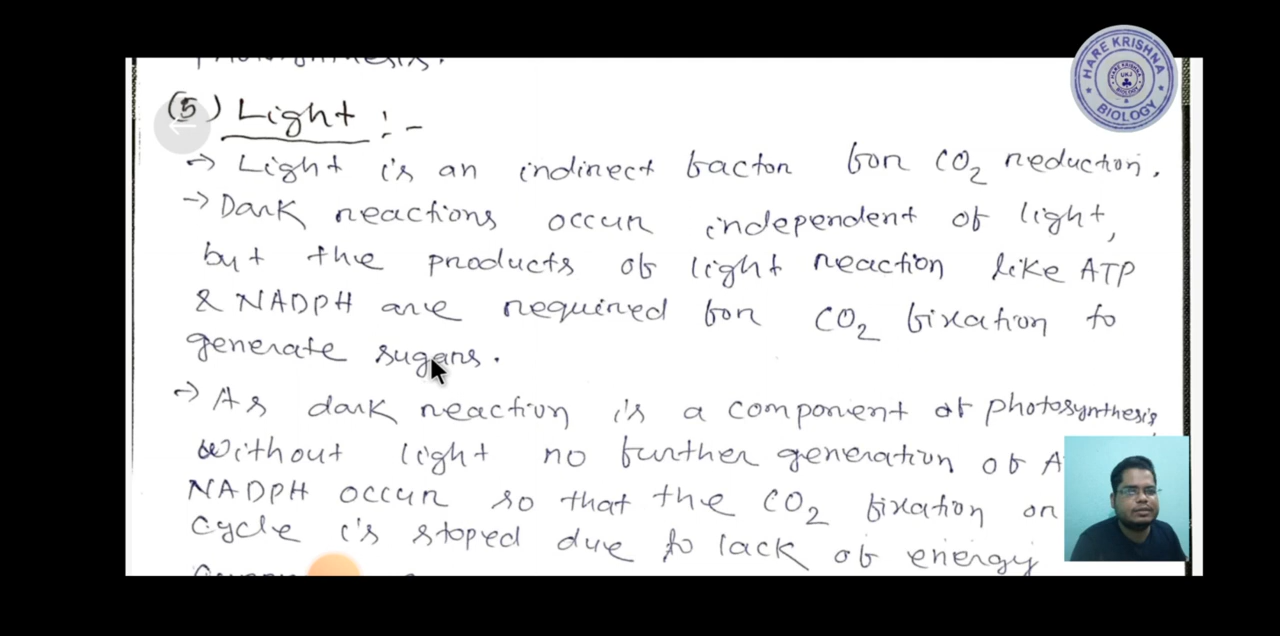 (5) Light :-
→ Light is an indirect factor for CO2 reduction.
→ Dark reactions occur independent of light,
but the products of light reaction like ATP
& NADPH are required for CO2 fixation to
generate sugars.
→ As dark reaction is a component of photosynthesis,
without light no further generation of
NADPH occur so that the CO2 fixation or
cycle is stoped due to lack of energy
HARE KRISHNA
UKJ
BIOLOGY